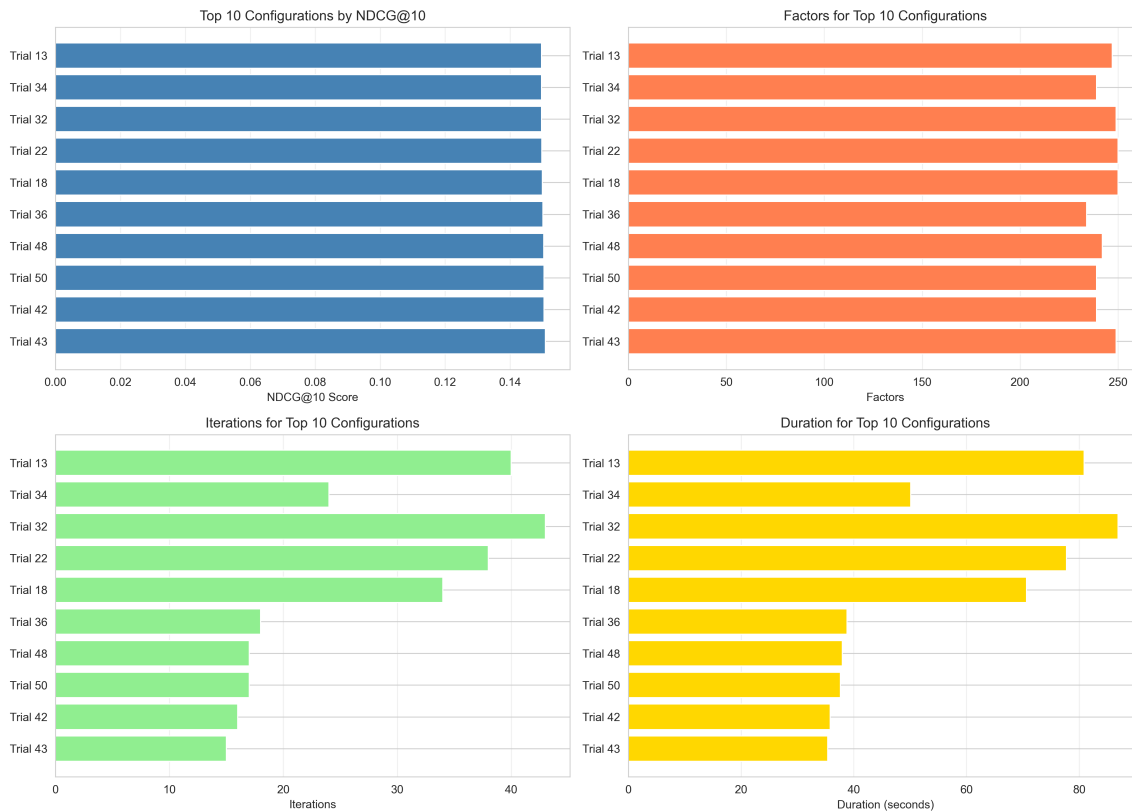 Top 10 Configurations by NDCG@10
Trial 13
Trial 34
Trial 32
Trial 22
Trial 18
Trial 36
Trial 48
Trial 50
Trial 42
Trial 43
0.00 0.02 0.04 0.06 0.08 0.10 0.12 0.14
NDCG@10 Score
Factors for Top 10 Configurations
Trial 13
Trial 34
Trial 32
Trial 22
Trial 18
Trial 36
Trial 48
Trial 50
Trial 42
Trial 43
0 50 100 150 200 250
Factors
Iterations for Top 10 Configurations
Trial 13
Trial 34
Trial 32
Trial 22
Trial 18
Trial 36
Trial 48
Trial 50
Trial 42
Trial 43
0 10 20 30 40
Iterations
Duration for Top 10 Configurations
Trial 13
Trial 34
Trial 32
Trial 22
Trial 18
Trial 36
Trial 48
Trial 50
Trial 42
Trial 43
0 20 40 60 80
Duration (seconds)